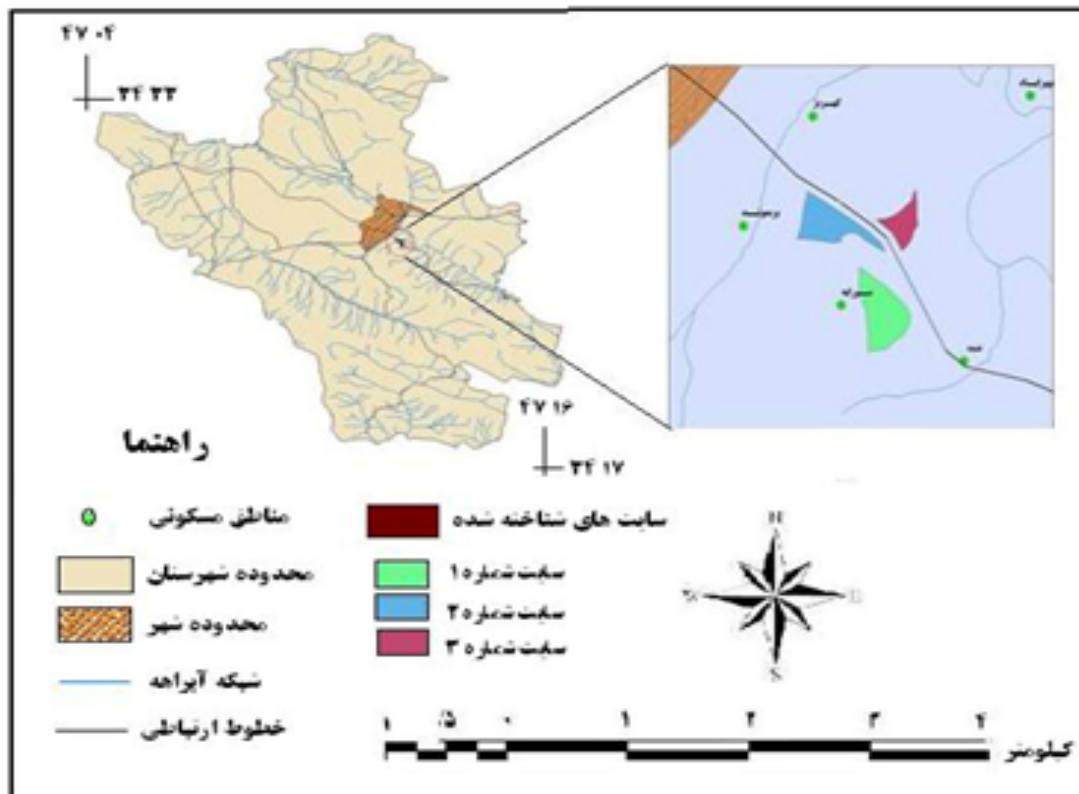 ۴۷ ۰۴
۳۴ ۳۳
۴۷ ۱۶
۳۴ ۱۷
راهنما
مناطق مسکونی
محدوده شهرستان
محدوده شهر
شبکه آبراهه
خطوط ارتباطی
سایت های شناخته شده
سایت شماره ۱
سایت شماره ۲
سایت شماره ۳
N
E
S
۱ ۰ ۱ ۲ ۳ ۴
کیلومتر